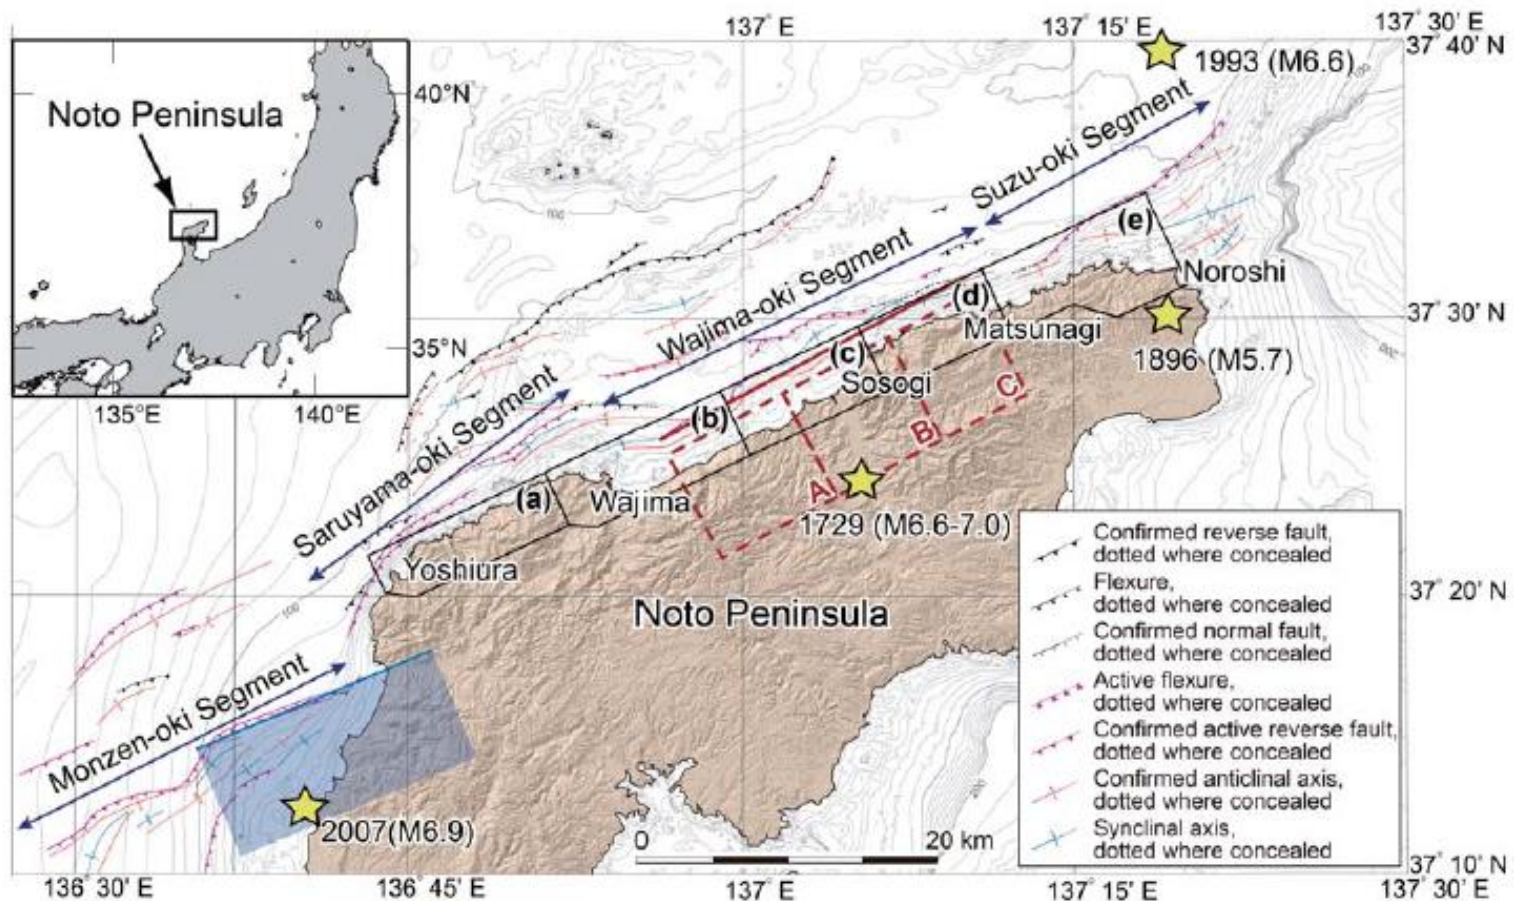 137° E
137° 15' E
137° 30' E
37° 40' N
1993 (M6.6)
Noto Peninsula
40°N
35°N
135°E
140°E
Suzu-oki Segment
Wajima-oki Segment
Saruyama-oki Segment
Monzen-oki Segment
(e)
Noroshi
(d)
Matsunagi
37° 30' N
1896 (M5.7)
(c)
Sosogi
C
(b)
B
(a)
Wajima
A
1729 (M6.6-7.0)
Yoshiura
Noto Peninsula
37° 20' N
100
100
100
2007(M6.9)
0
20 km
Confirmed reverse fault,
dotted where concealed
Flexure,
dotted where concealed
Confirmed normal fault,
dotted where concealed
Active flexure,
dotted where concealed
Confirmed active reverse fault,
dotted where concealed
Confirmed anticlinal axis,
dotted where concealed
Synclinal axis,
dotted where concealed
37° 10' N
136° 30' E
136° 45' E
137° E
137° 15' E
137° 30' E